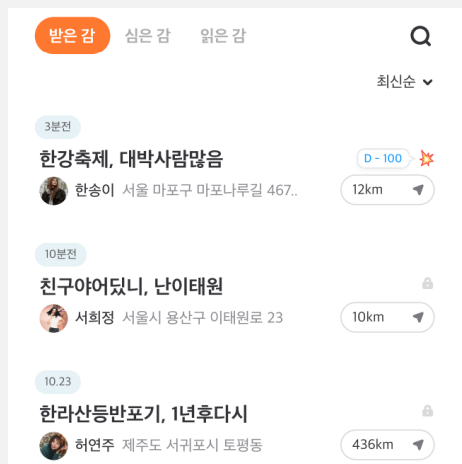 받은 감 심은 감 읽은 감
최신순
3분전
한강축제, 대박사람많음 D - 100
한송이 서울 마포구 마포나루길 467.. 12km
10분전
친구야어딨니, 난이태원
서희정 서울시 용산구 이태원로 23 10km
10.23
한라산등반포기, 1년후다시
허연주 제주도 서귀포시 토평동 436km